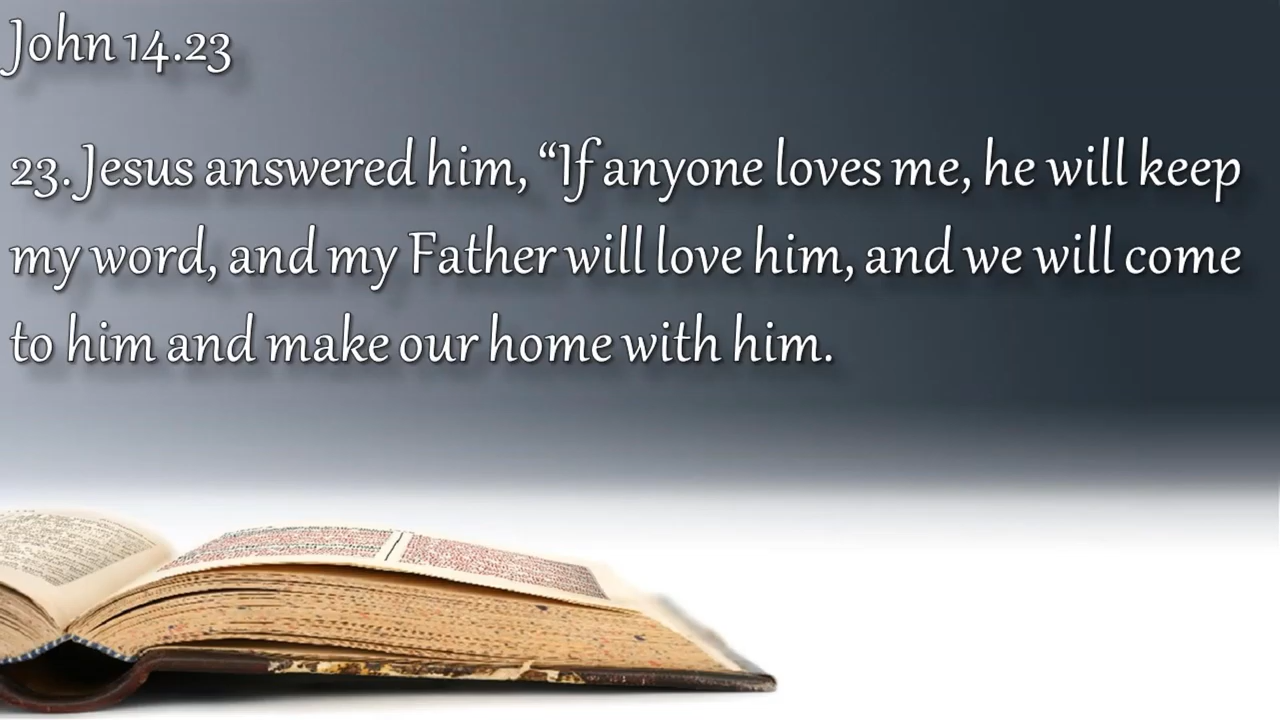 John 14.23
23. Jesus answered him, “If anyone loves me, he will keep
my word, and my Father will love him, and we will come
to him and make our home with him.